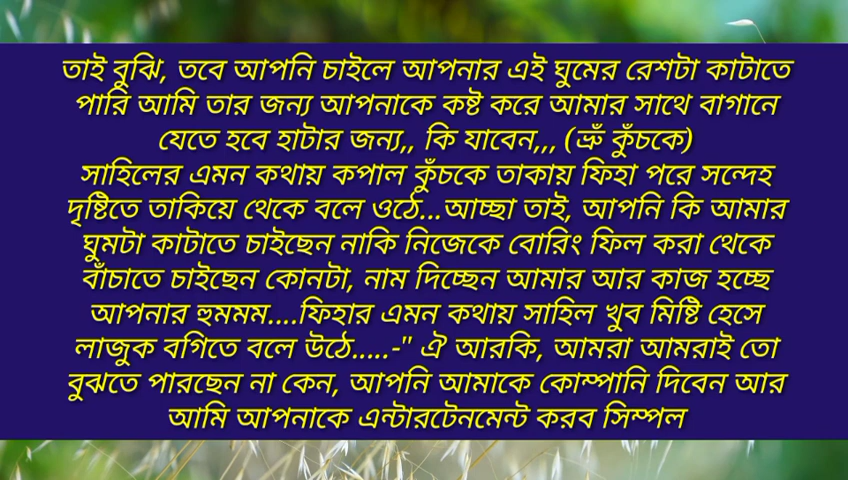 তাই বুঝি, তবে আপনি চাইলে আপনার এই ঘুমের রেশটা কাটাতে
পারি আমি তার জন্য আপনাকে কষ্ট করে আমার সাথে বাগানে
যেতে হবে হাটার জন্য,, কি যাবেন,,, (ভ্রুঁ কুঁচকে)
সাহিলের এমন কথায় কপাল কুঁচকে তাকায় ফিহা পরে সন্দেহ
দৃষ্টিতে তাকিয়ে থেকে বলে ওঠে...আচ্ছা তাই, আপনি কি আমার
ঘুমটা কাটাতে চাইছেন নাকি নিজেকে বোরিং ফিল করা থেকে
বাঁচাতে চাইছেন কোনটা, নাম দিচ্ছেন আমার আর কাজ হচ্ছে
আপনার হুমমমম....ফিহার এমন কথায় সাহিল খুব মিষ্টি হেসে
লাজুক বগিতে বলে উঠে.....-" ঐ আরকি, আমরা আমরাই তো
বুঝতে পারছেন না কেন, আপনি আমাকে কোম্পানি দিবেন আর
আমি আপনাকে এন্টারটেনমেন্ট করব সিম্পল